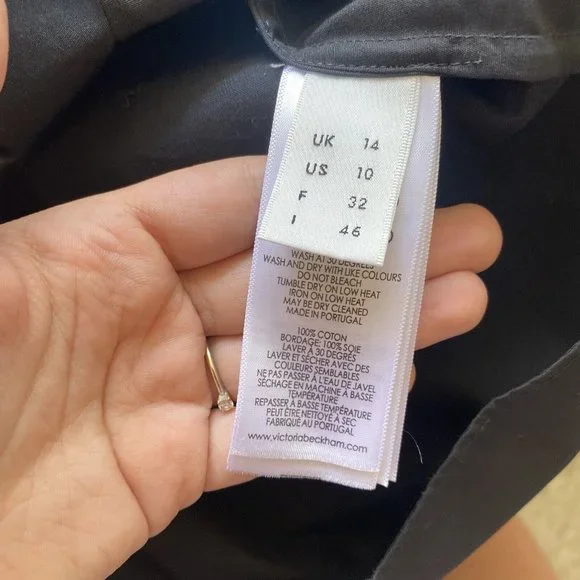 UK 14
US 10
F 32
I 46
WASH AT 30 DEGREES
WASH AND DRY WITH LIKE COLOURS
DO NOT BLEACH
TUMBLE DRY ON LOW HEAT
IRON ON LOW HEAT
MAY BE DRY CLEANED
MADE IN PORTUGAL
100% COTON
BORDAGE: 100% SOIE
LAVER À 30 DEGRÉS
LAVER ET SÉCHER AVEC DES
COULEURS SEMBLABLES
NE PAS PASSER À L'EAU DE JAVEL
SÉCHAGE EN MACHINE À BASSE
TEMPÉRATURE
REPASSER À BASSE TEMPÉRATURE
PEUT ÊTRE NETTOYÉ À SEC
FABRIQUÉ AU PORTUGAL
www.victoriabeckham.com